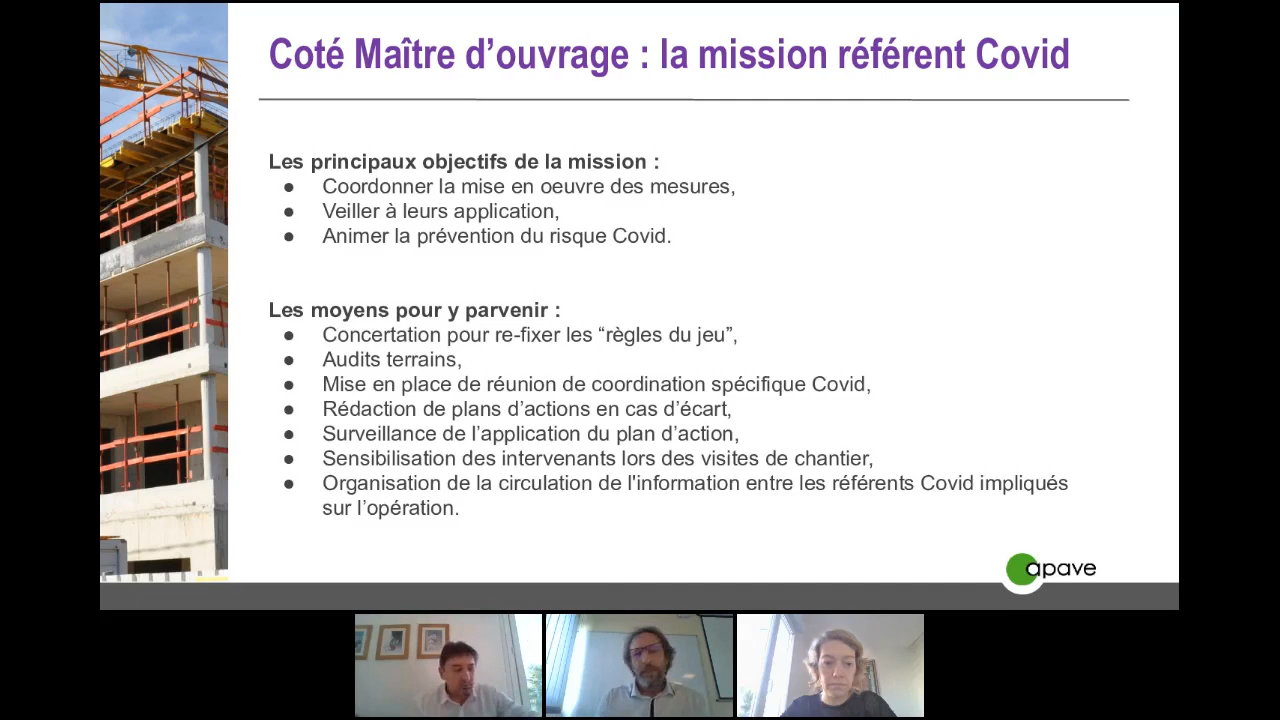 Coté Maître d’ouvrage : la mission référent Covid
Les principaux objectifs de la mission :
● Coordonner la mise en oeuvre des mesures,
● Veiller à leurs application,
● Animer la prévention du risque Covid.
Les moyens pour y parvenir :
● Concertation pour re-fixer les “règles du jeu”,
● Audits terrains,
● Mise en place de réunion de coordination spécifique Covid,
● Rédaction de plans d’actions en cas d’écart,
● Surveillance de l’application du plan d’action,
● Sensibilisation des intervenants lors des visites de chantier,
● Organisation de la circulation de l'information entre les référents Covid impliqués
sur l’opération.
apave